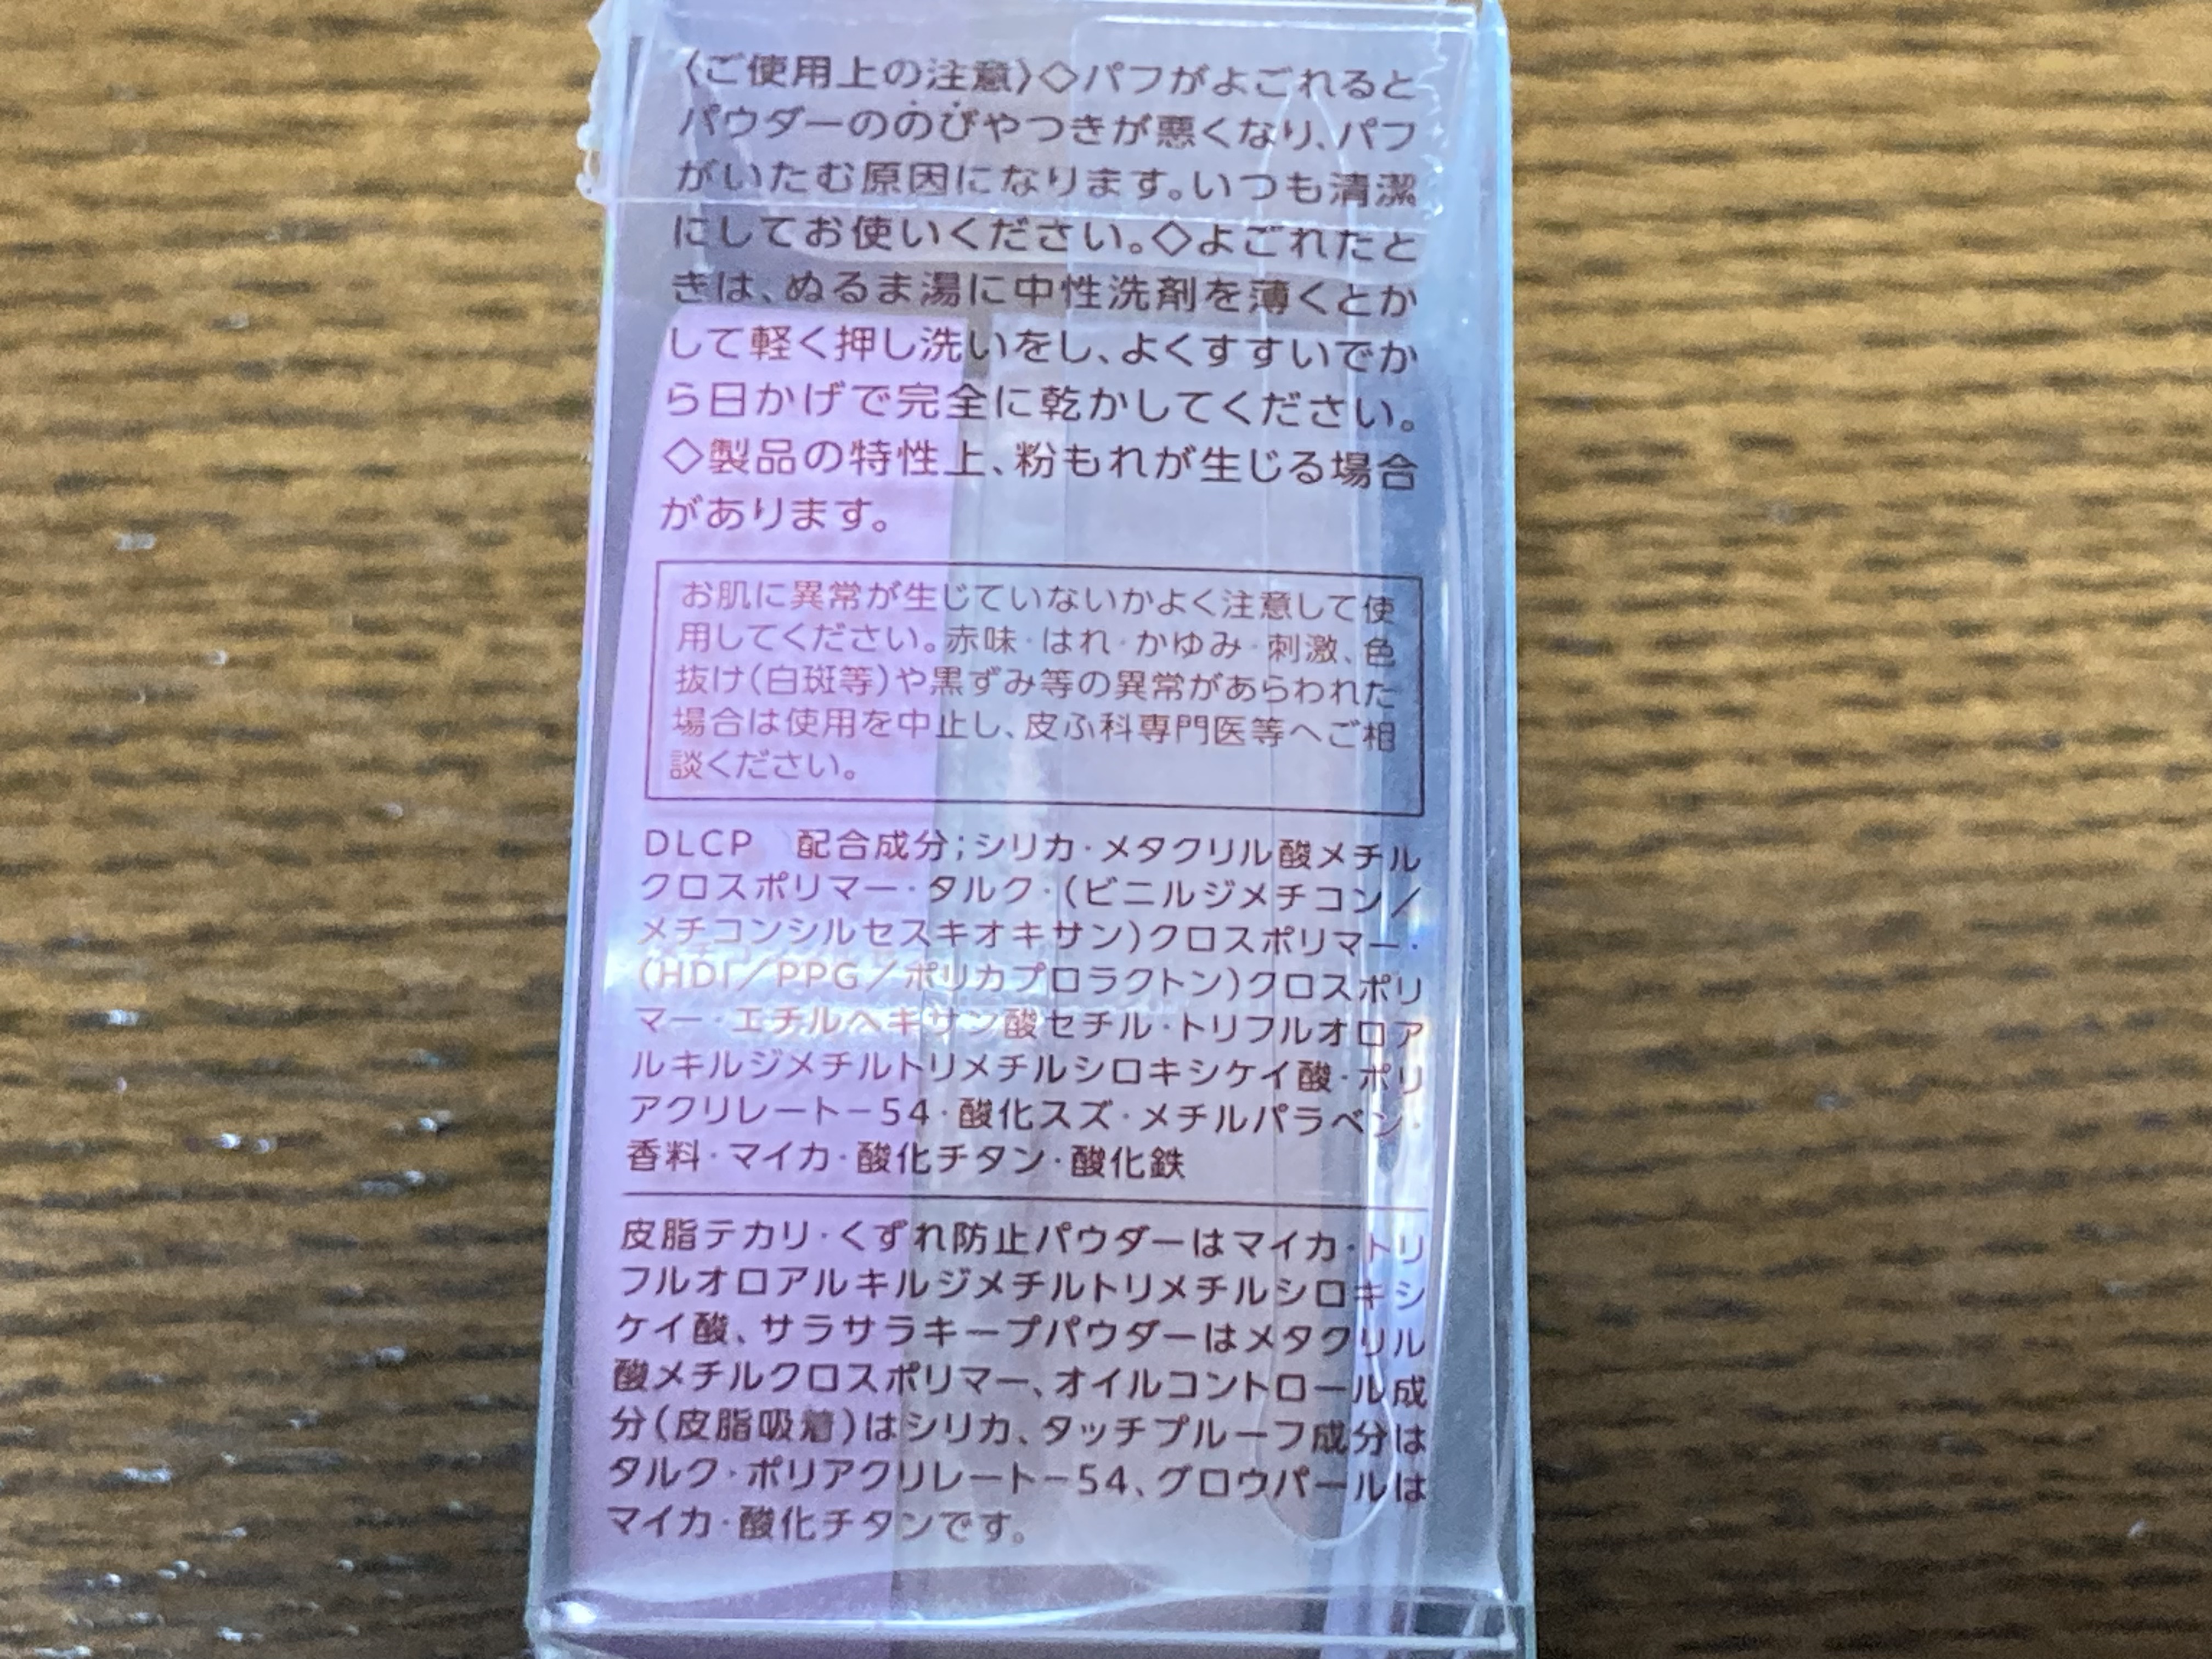 〈ご使用上の注意〉◇パフがよごれると
パウダーののびやつきが悪くなり、パフ
がいたむ原因になります。いつも清潔
にしてお使いください。◇よごれたと
きは、ぬるま湯に中性洗剤を薄くとか
して軽く押し洗いをし、よくすすいでか
ら日かげで完全に乾かしてください。
◇製品の特性上、粉もれが生じる場合
があります。
お肌に異常が生じていないかよく注意して使
用してください。赤味・はれ・かゆみ・刺激、色
抜け(白斑等)や黒ずみ等の異常があらわれた
場合は使用を中止し、皮ふ科専門医等へご相
談ください。
DLCP　配合成分;シリカ・メタクリル酸メチル
クロスポリマー・タルク・(ビニルジメチコン/
メチコンシルセスキオキサン)クロスポリマー・
(HDI/PPG/ポリカプロラクトン)クロスポリ
マー・エチルヘキサン酸セチル・トリフルオロア
ルキルジメチルトリメチルシロキシケイ酸・ポリ
アクリレート-54・酸化スズ・メチルパラベン・
香料・マイカ・酸化チタン・酸化鉄
皮脂テカリ・くずれ防止パウダーはマイカ・トリ
フルオロアルキルジメチルトリメチルシロキシ
ケイ酸、サラサラキープパウダーはメタクリル
酸メチルクロスポリマー、オイルコントロール成
分(皮脂吸着)はシリカ、タッチプルーフ成分は
タルク・ポリアクリレート-54、グロウパールは
マイカ・酸化チタンです。